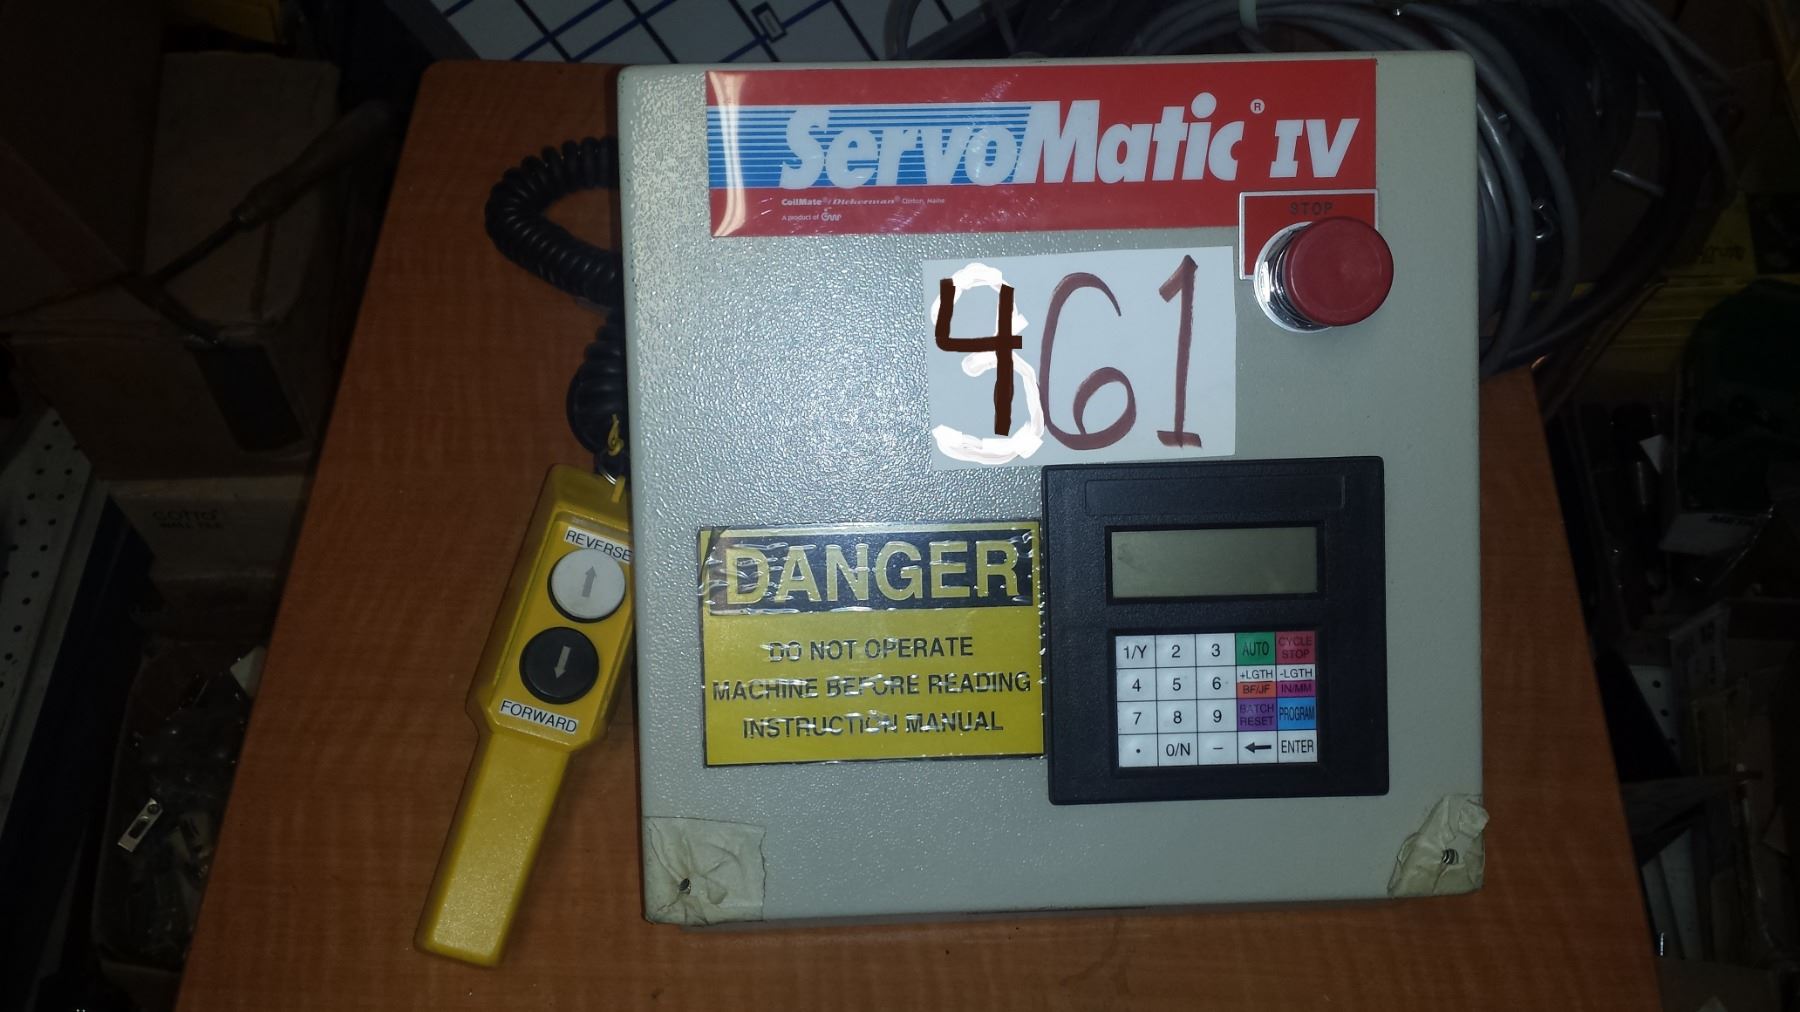 ServoMatic® IV
CoilMate®/Dickerman® Clinton, Maine
A product of
STOP
461
REVERSE
FORWARD
DANGER
DO NOT OPERATE
MACHINE BEFORE READING
INSTRUCTION MANUAL
1/Y 2 3 AUTO CYCLE STOP
4 5 6 +LGTH BF/JF -LGTH IN/MM
7 8 9 BATCH RESET PROGRAM
• 0/N – ← ENTER